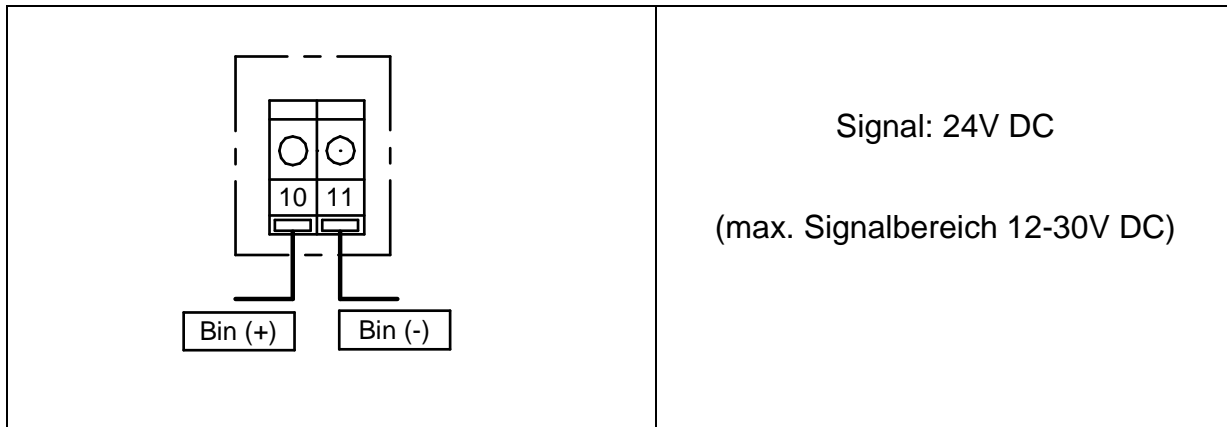 10 11
Bin (+) Bin (-)
Signal: 24V DC
(max. Signalbereich 12-30V DC)